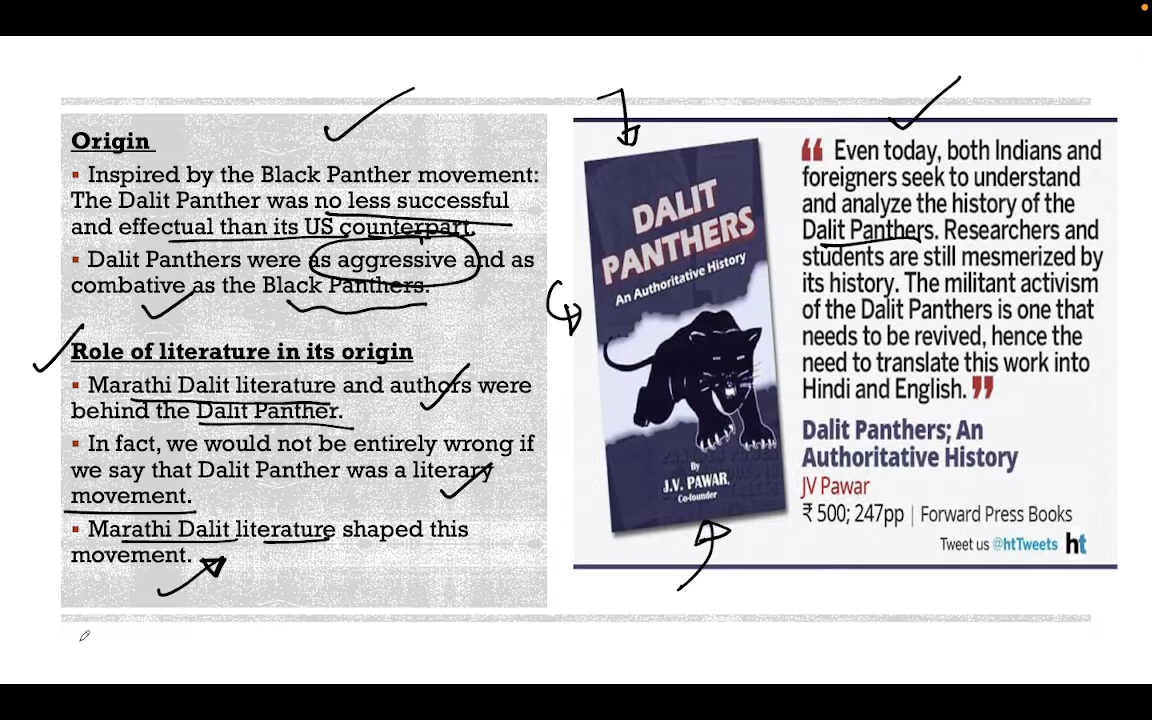 Origin
▪ Inspired by the Black Panther movement:
The Dalit Panther was no less successful
and effectual than its US counterpart.
▪ Dalit Panthers were as aggressive and as
combative as the Black Panthers.
Role of literature in its origin
▪ Marathi Dalit literature and authors were
behind the Dalit Panther.
▪ In fact, we would not be entirely wrong if
we say that Dalit Panther was a literary
movement.
▪ Marathi Dalit literature shaped this
movement.
DALIT
PANTHERS
An Authoritative History
By
J.V. PAWAR,
Co-founder
“ Even today, both Indians and
foreigners seek to understand
and analyze the history of the
Dalit Panthers. Researchers and
students are still mesmerized by
its history. The militant activism
of the Dalit Panthers is one that
needs to be revived, hence the
need to translate this work into
Hindi and English. ”
Dalit Panthers; An
Authoritative History
JV Pawar
₹ 500; 247pp | Forward Press Books
Tweet us @htTweets ht